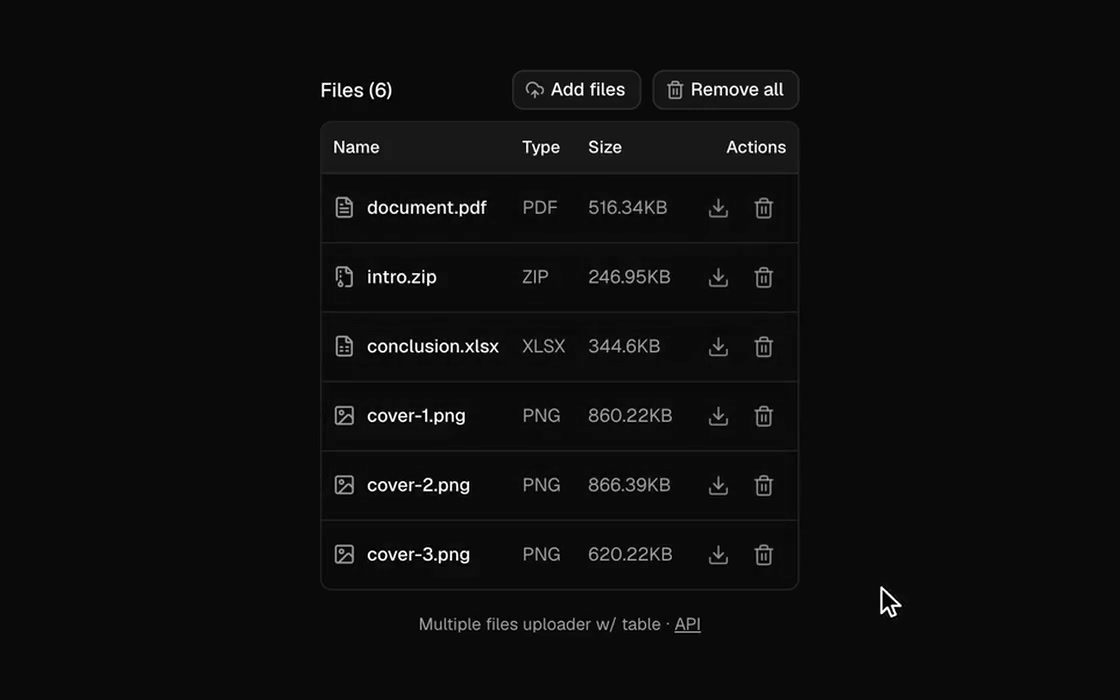 Files (6) Add files Remove all
Name Type Size Actions
document.pdf PDF 516.34KB
intro.zip ZIP 246.95KB
conclusion.xlsx XLSX 344.6KB
cover-1.png PNG 860.22KB
cover-2.png PNG 866.39KB
cover-3.png PNG 620.22KB
Multiple files uploader w/ table · API